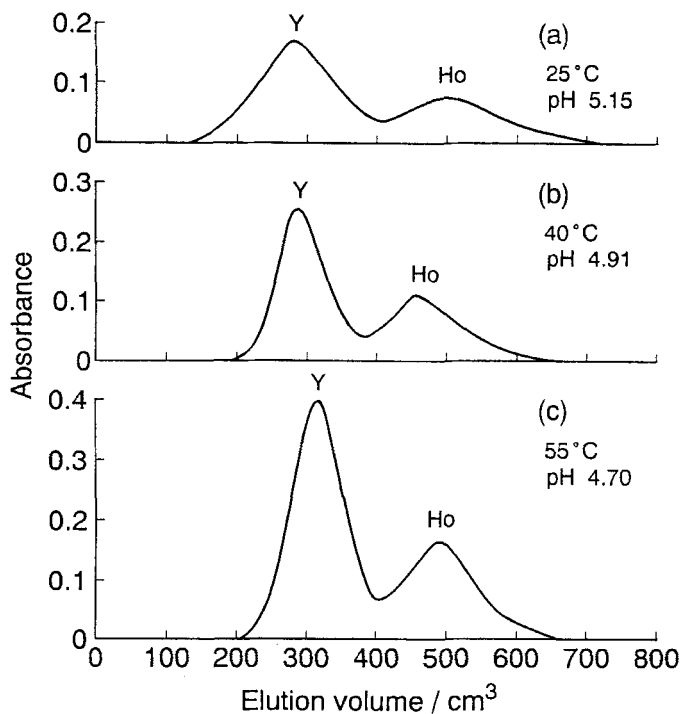 Y
Ho
(a)
25°C
pH 5.15
0.2
0.1
0
Y
Ho
(b)
40°C
pH 4.91
0.3
0.2
0.1
0
Absorbance
Y
Ho
(c)
55°C
pH 4.70
0.4
0.3
0.2
0.1
0
0 100 200 300 400 500 600 700 800
Elution volume / cm³